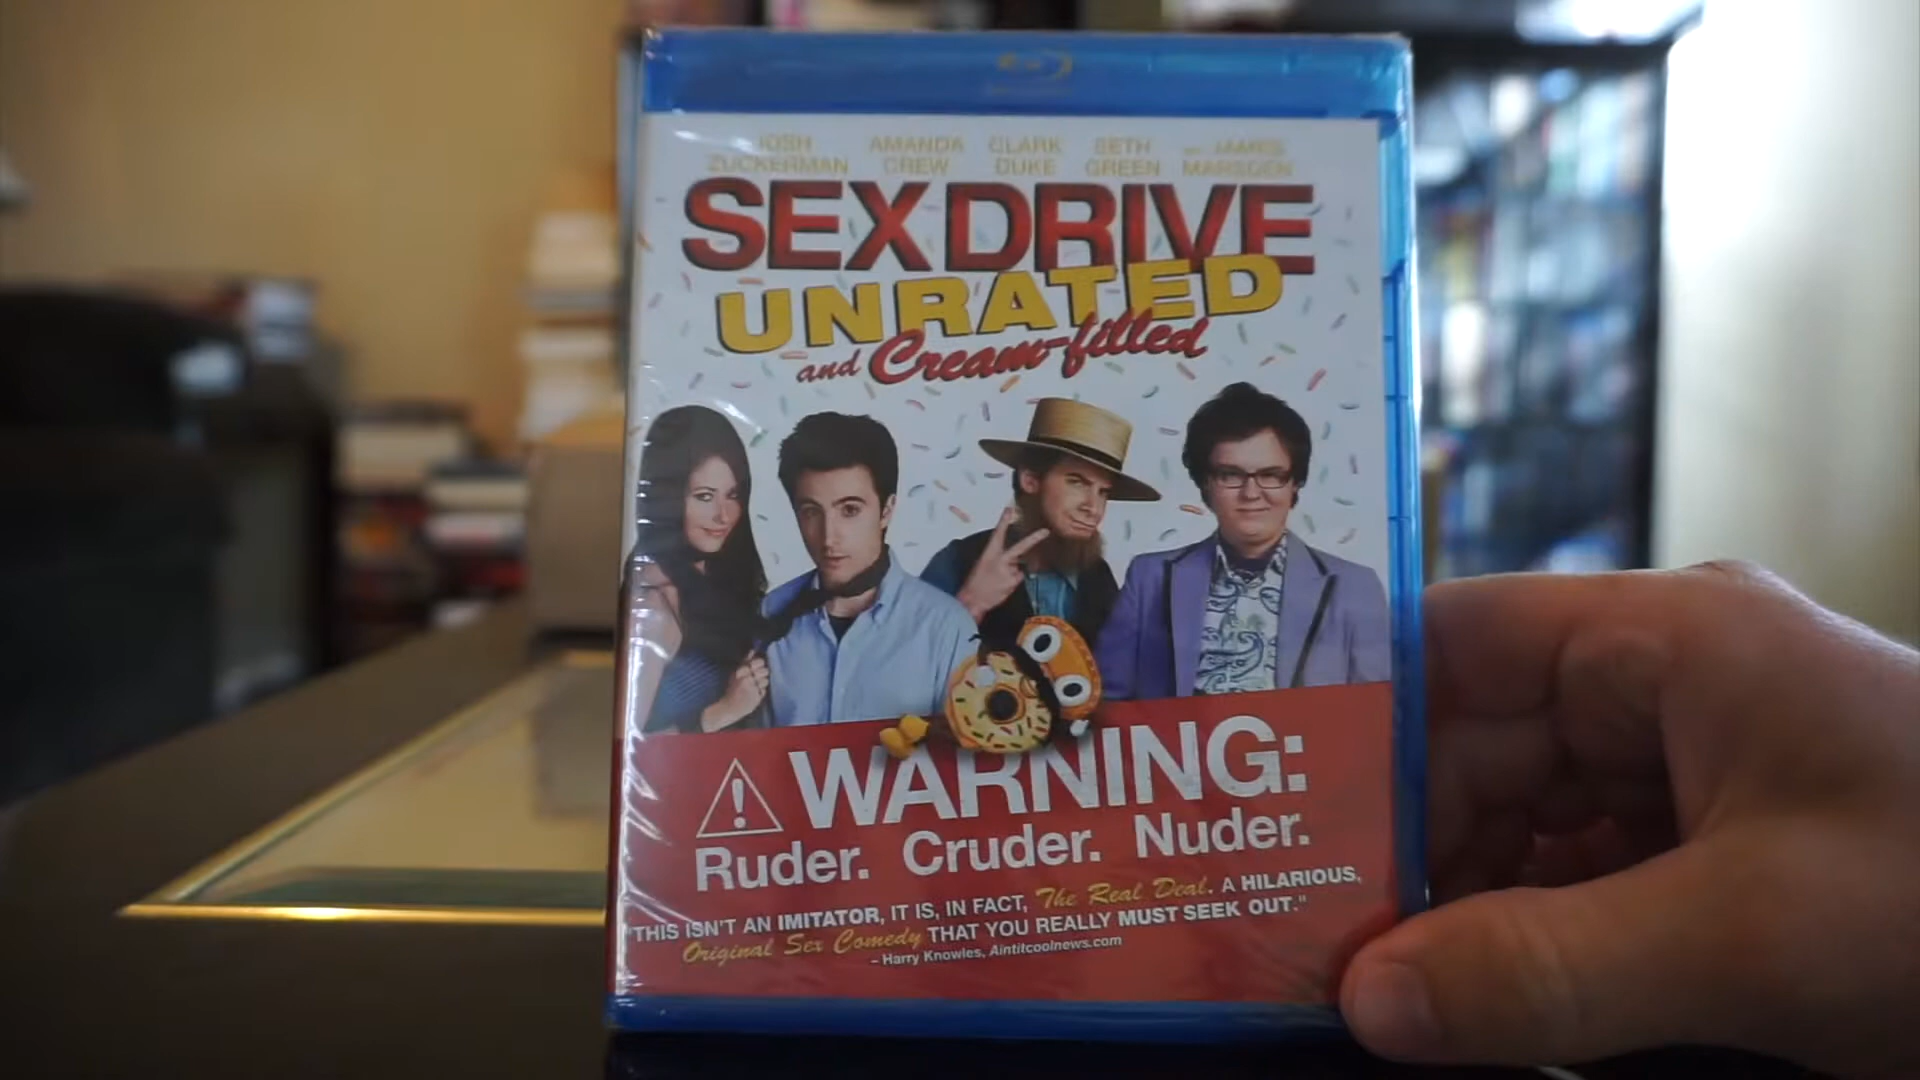 JOSH AMANDA CLARK SETH AND JAMES
ZUCKERMAN CREW DUKE GREEN MARSDEN
SEX DRIVE
UNRATED
and Cream-filled
WARNING:
Ruder. Cruder. Nuder.
"THIS ISN'T AN IMITATOR, IT IS, IN FACT, The Real Deal. A HILARIOUS,
Original Sex Comedy THAT YOU REALLY MUST SEEK OUT."
– Harry Knowles, Aintitcoolnews.com